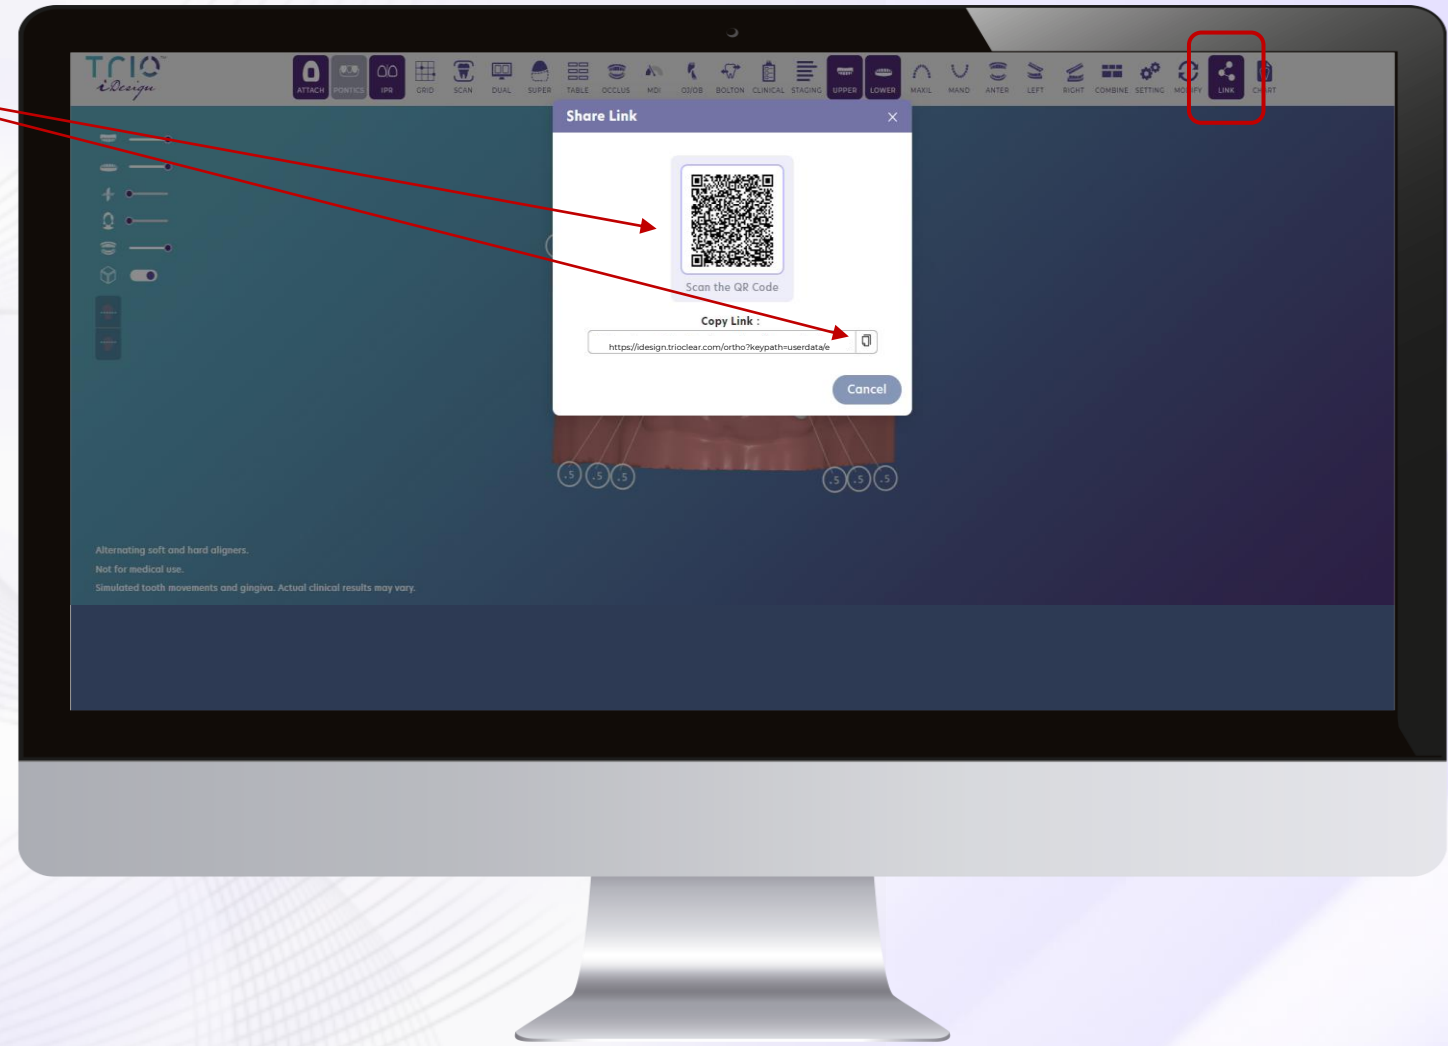 TRIO
iDesign
ATTACH PONTICS IPR GRID SCAN DUAL SUPER TABLE OCCLUS MDI OJ/OB BOLTON CLINICAL STAGING UPPER LOWER MAXIL MAND ANTER LEFT RIGHT COMBINE SETTING MODIFY LINK CHART
Share Link
Scan the QR Code
Copy Link :
https://idesign.trioclear.com/ortho?keypath=userdata/e
Cancel
.5 .5 .5 .5 .5 .5
Alternating soft and hard aligners.
Not for medical use.
Simulated tooth movements and gingiva. Actual clinical results may vary.